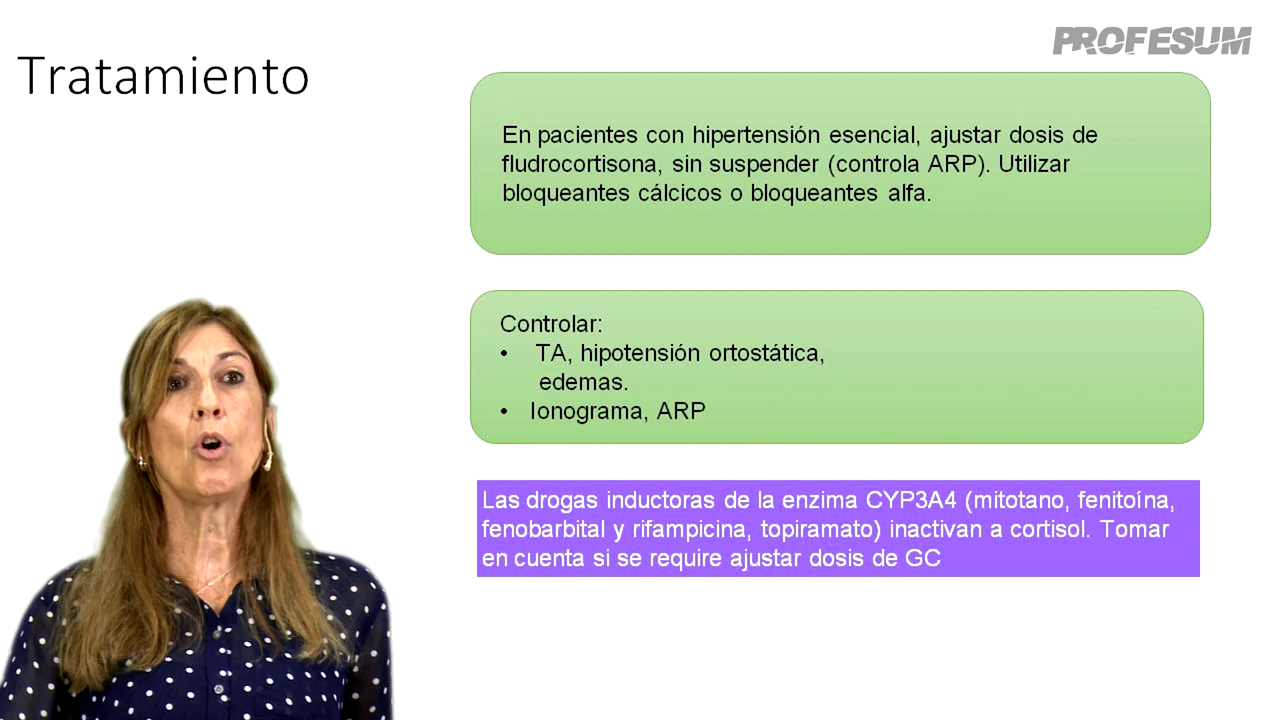 PROFESUM
Tratamiento
En pacientes con hipertensión esencial, ajustar dosis de
fludrocortisona, sin suspender (controla ARP). Utilizar
bloqueantes cálcicos o bloqueantes alfa.
Controlar:
• TA, hipotensión ortostática,
edemas.
• Ionograma, ARP
Las drogas inductoras de la enzima CYP3A4 (mitotano, fenitoína,
fenobarbital y rifampicina, topiramato) inactivan a cortisol. Tomar
en cuenta si se require ajustar dosis de GC